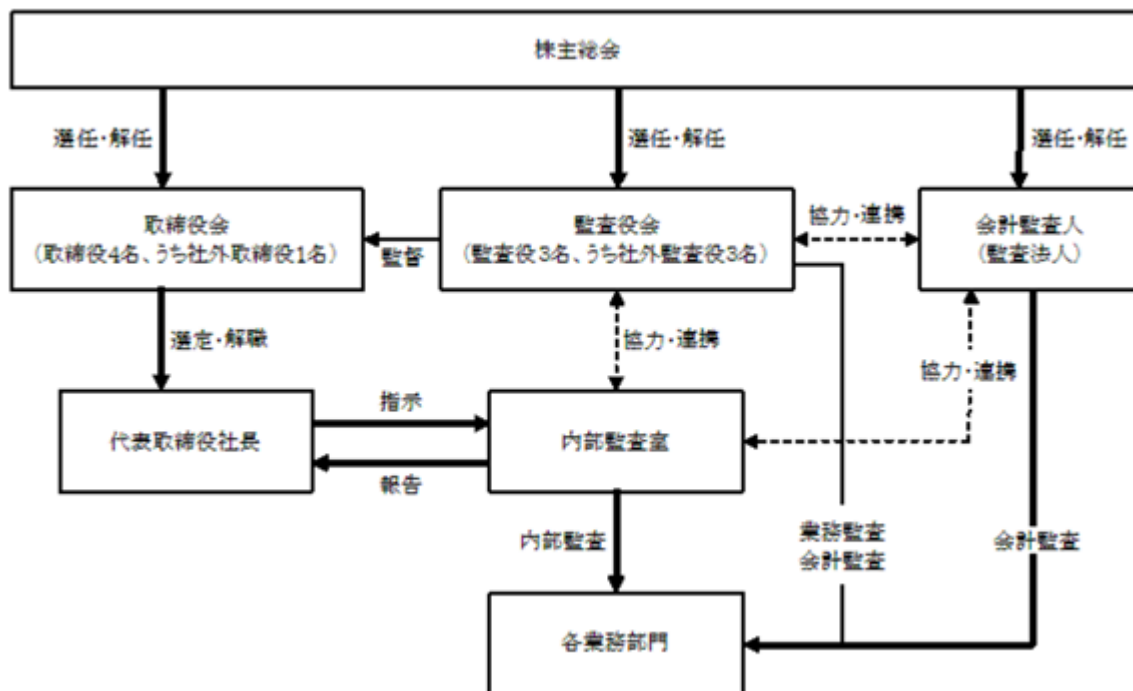 株主総会
選任・解任
選任・解任
選任・解任
取締役会
（取締役4名、うち社外取締役1名）
監督
監査役会
（監査役3名、うち社外監査役3名）
協力・連携
会計監査人
（監査法人）
選定・解職
協力・連携
協力・連携
代表取締役社長
指示
報告
内部監査室
内部監査
業務監査
会計監査
会計監査
各業務部門